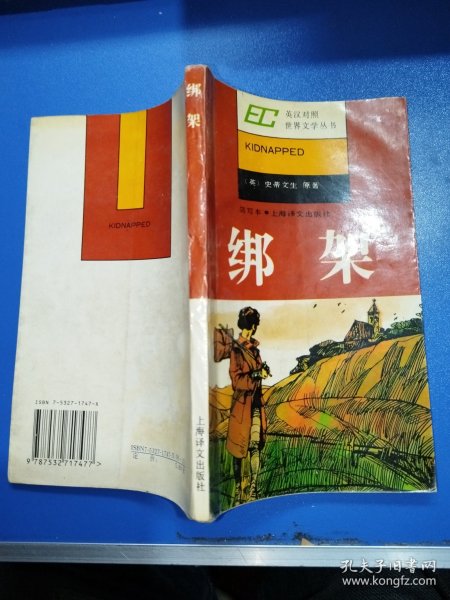 绑架
KIDNAPPED
ISBN 7-5327-1747-X
9 787532 717477 >
绑架
上海译文出版社
EC
英汉对照
世界文学丛书
KIDNAPPED
(英) 史蒂文生 原著
简写本 ● 上海译文出版社
绑架
孔夫子旧书网
www.kongfz.com